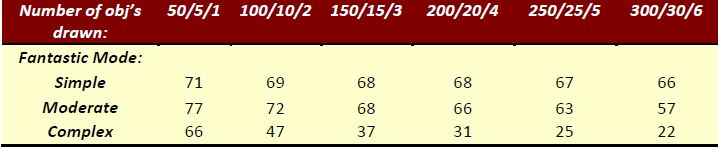 Number of obj's drawn: 50/5/1 100/10/2 150/15/3 200/20/4 250/25/5 300/30/6
Fantastic Mode:
Simple 71 69 68 68 67 66
Moderate 77 72 68 66 63 57
Complex 66 47 37 31 25 22